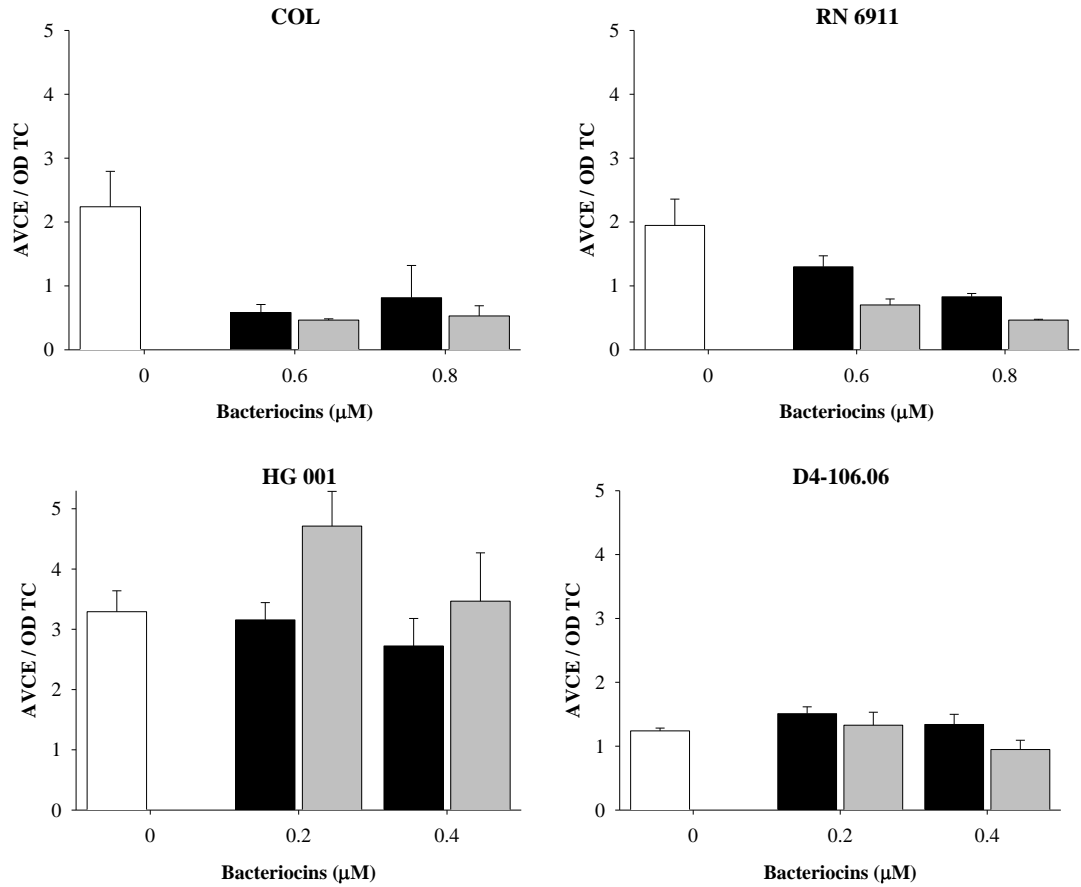 COL
5
4
3
2
1
0
AVCE / OD TC
0 0.6 0.8
Bacteriocins (μM)
RN 6911
5
4
3
2
1
0
AVCE / OD TC
0 0.6 0.8
Bacteriocins (μM)
HG 001
5
4
3
2
1
0
AVCE / OD TC
0 0.2 0.4
Bacteriocins (μM)
D4-106.06
5
4
3
2
1
0
AVCE / OD TC
0 0.2 0.4
Bacteriocins (μM)